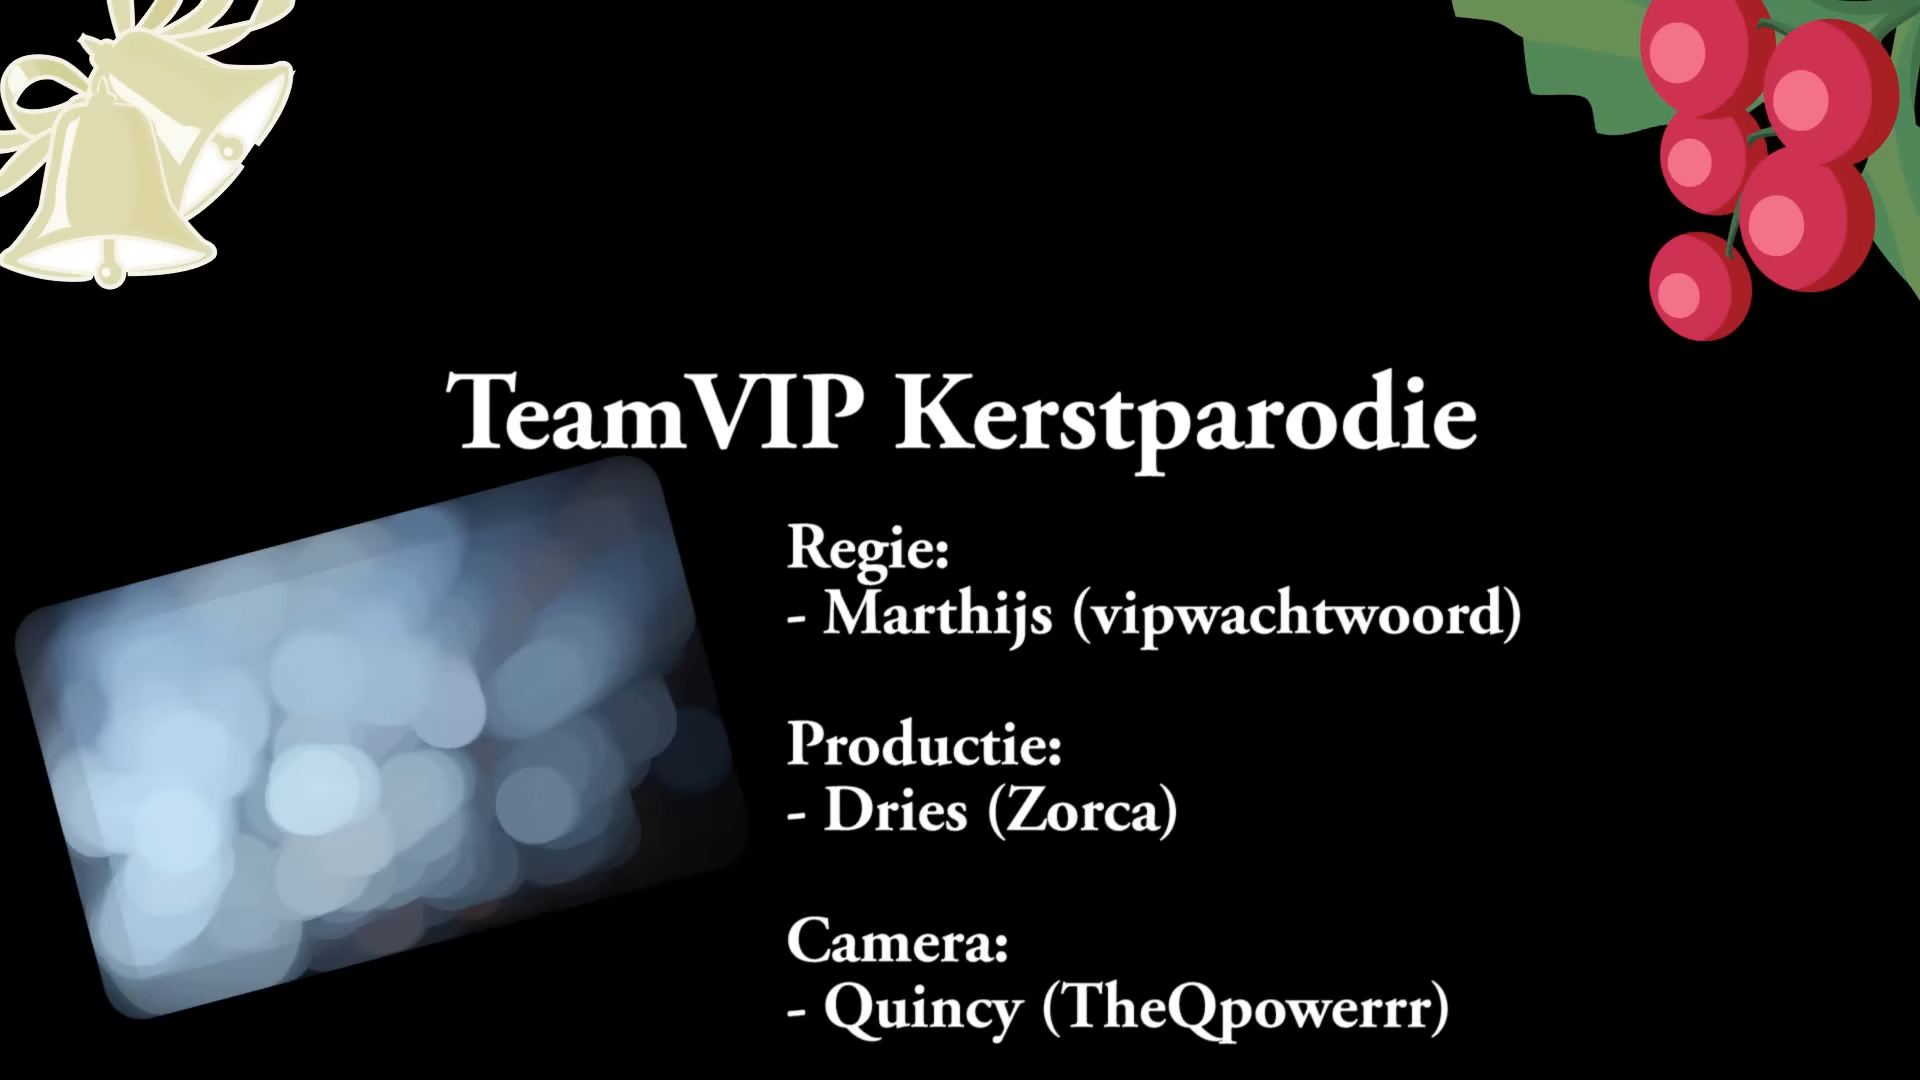 TeamVIP Kerstparodie
Regie:
- Marthijs (vipwachtwoord)
Productie:
- Dries (Zorca)
Camera:
- Quincy (TheQpowerrr)